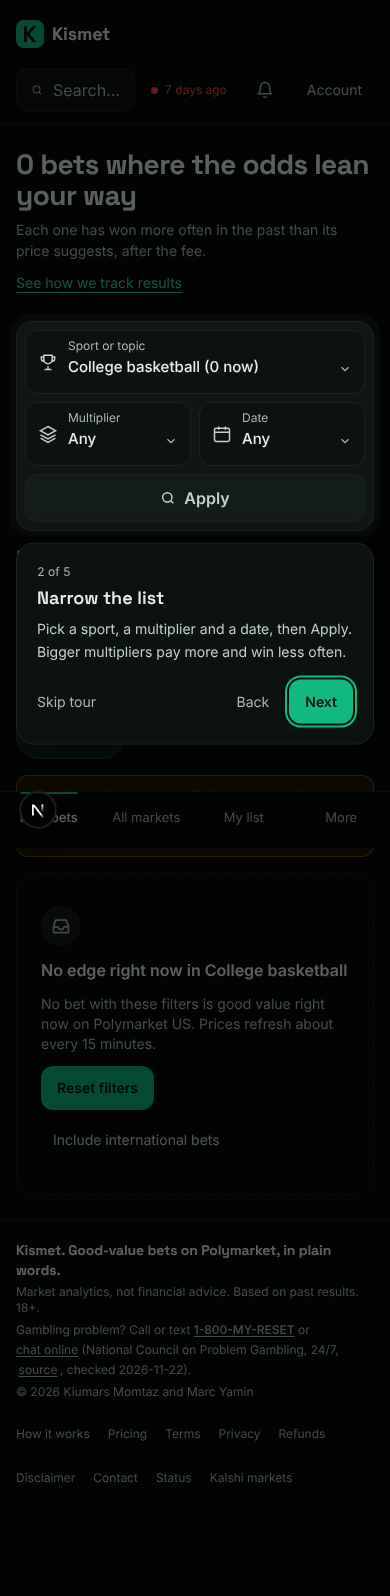 Kismet
Search...
7 days ago
Account
0 bets where the odds lean
your way
Each one has won more often in the past than its
price suggests, after the fee.
See how we track results
Sport or topic
College basketball (0 now)
Multiplier
Any
Date
Any
Apply
2 of 5
Narrow the list
Pick a sport, a multiplier and a date, then Apply.
Bigger multipliers pay more and win less often.
Skip tour
Back
Next
bets
All markets
My list
More
No edge right now in College basketball
No bet with these filters is good value right
now on Polymarket US. Prices refresh about
every 15 minutes.
Reset filters
Include international bets
Kismet. Good-value bets on Polymarket, in plain
words.
Market analytics, not financial advice. Based on past results.
18+.
Gambling problem? Call or text 1-800-MY-RESET or
chat online (National Council on Problem Gambling, 24/7,
source , checked 2026-11-22).
© 2026 Kiumars Momtaz and Marc Yamin
How it works Pricing Terms Privacy Refunds
Disclaimer Contact Status Kalshi markets